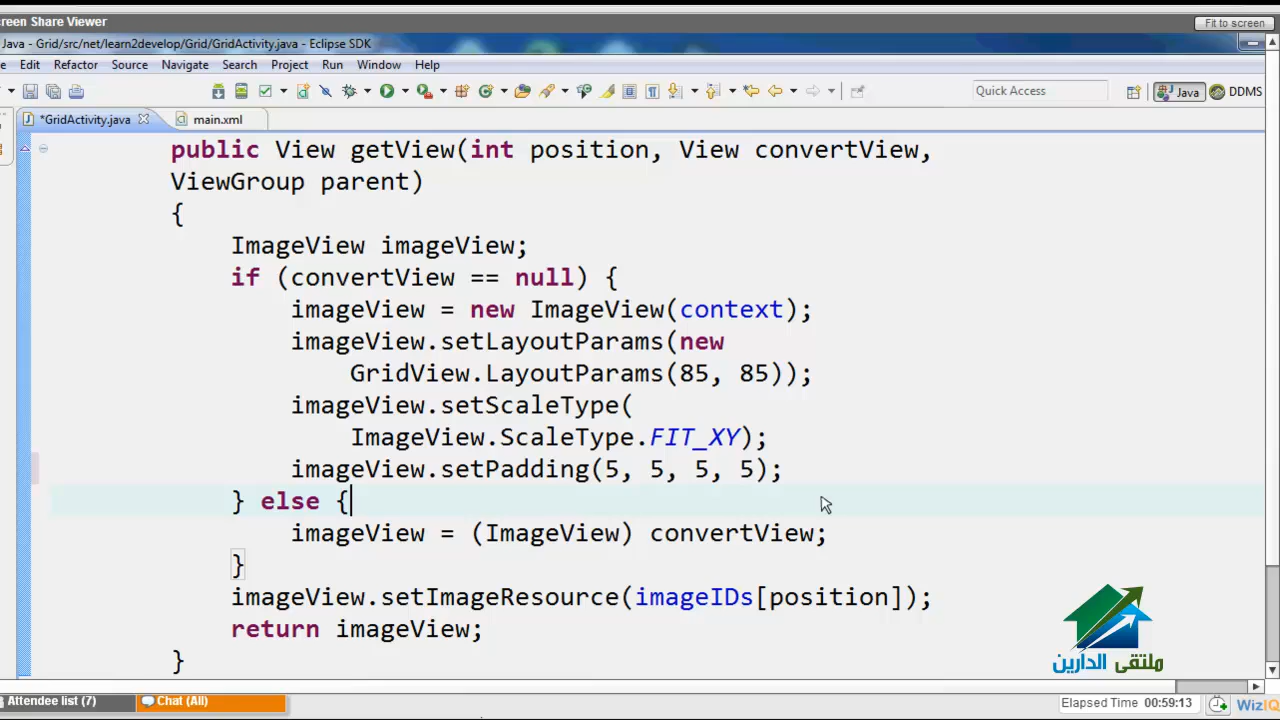 reen Share Viewer
Fit to screen
Java - Grid/src/net/learn2develop/Grid/GridActivity.java - Eclipse SDK
e Edit Refactor Source Navigate Search Project Run Window Help
Quick Access
Java
DDMS
*GridActivity.java
main.xml
public View getView(int position, View convertView,
ViewGroup parent)
{
ImageView imageView;
if (convertView == null) {
imageView = new ImageView(context);
imageView.setLayoutParams(new
GridView.LayoutParams(85, 85));
imageView.setScaleType(
ImageView.ScaleType.FIT_XY);
imageView.setPadding(5, 5, 5, 5);
} else {
imageView = (ImageView) convertView;
}
imageView.setImageResource(imageIDs[position]);
return imageView;
}
ملتقى الدارين
Attendee list (7)
Chat (All)
Elapsed Time 00:59:13
WizIQ